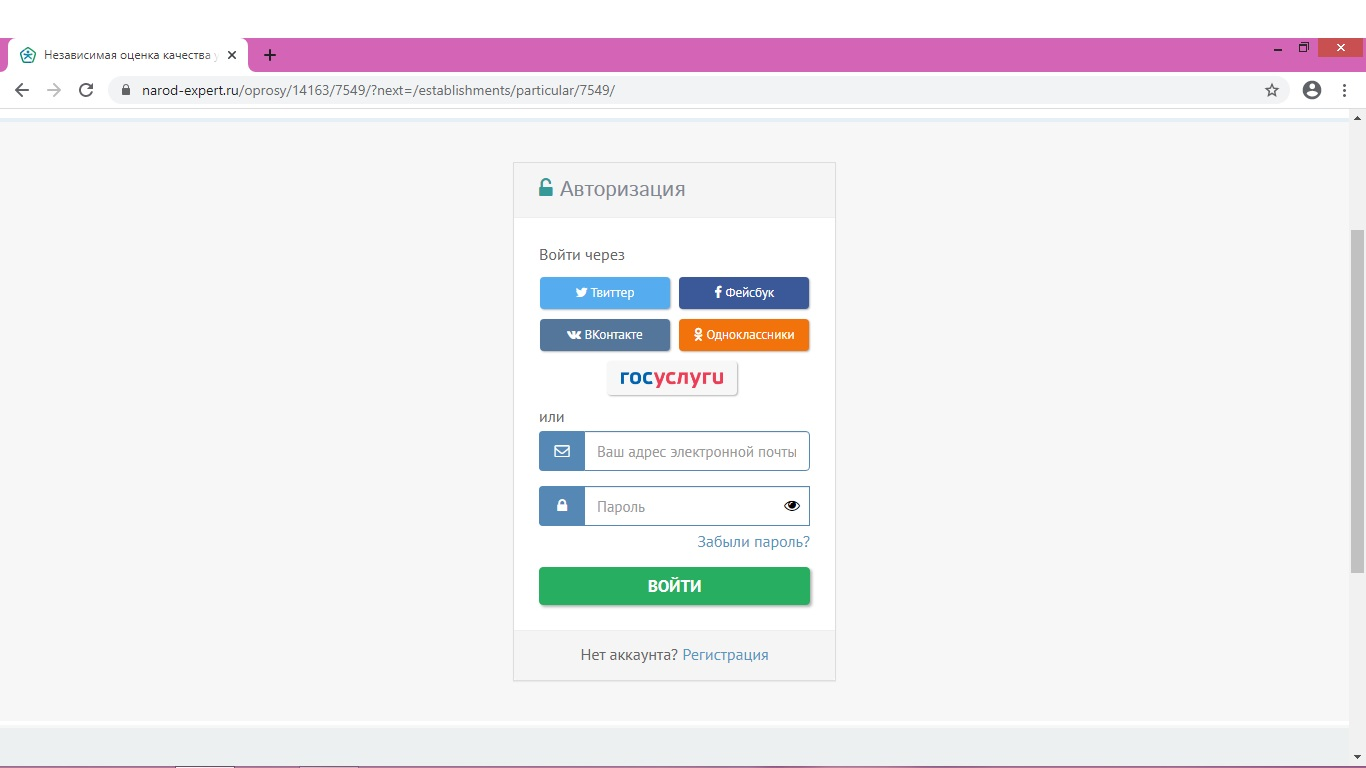 Независимая оценка качества
narod-expert.ru/oprosy/14163/7549/?next=/establishments/particular/7549/
Авторизация
Войти через
Твиттер
Фейсбук
ВКонтакте
Одноклассники
госуслуги
или
Ваш адрес электронной почты
Пароль
Забыли пароль?
ВОЙТИ
Нет аккаунта? Регистрация